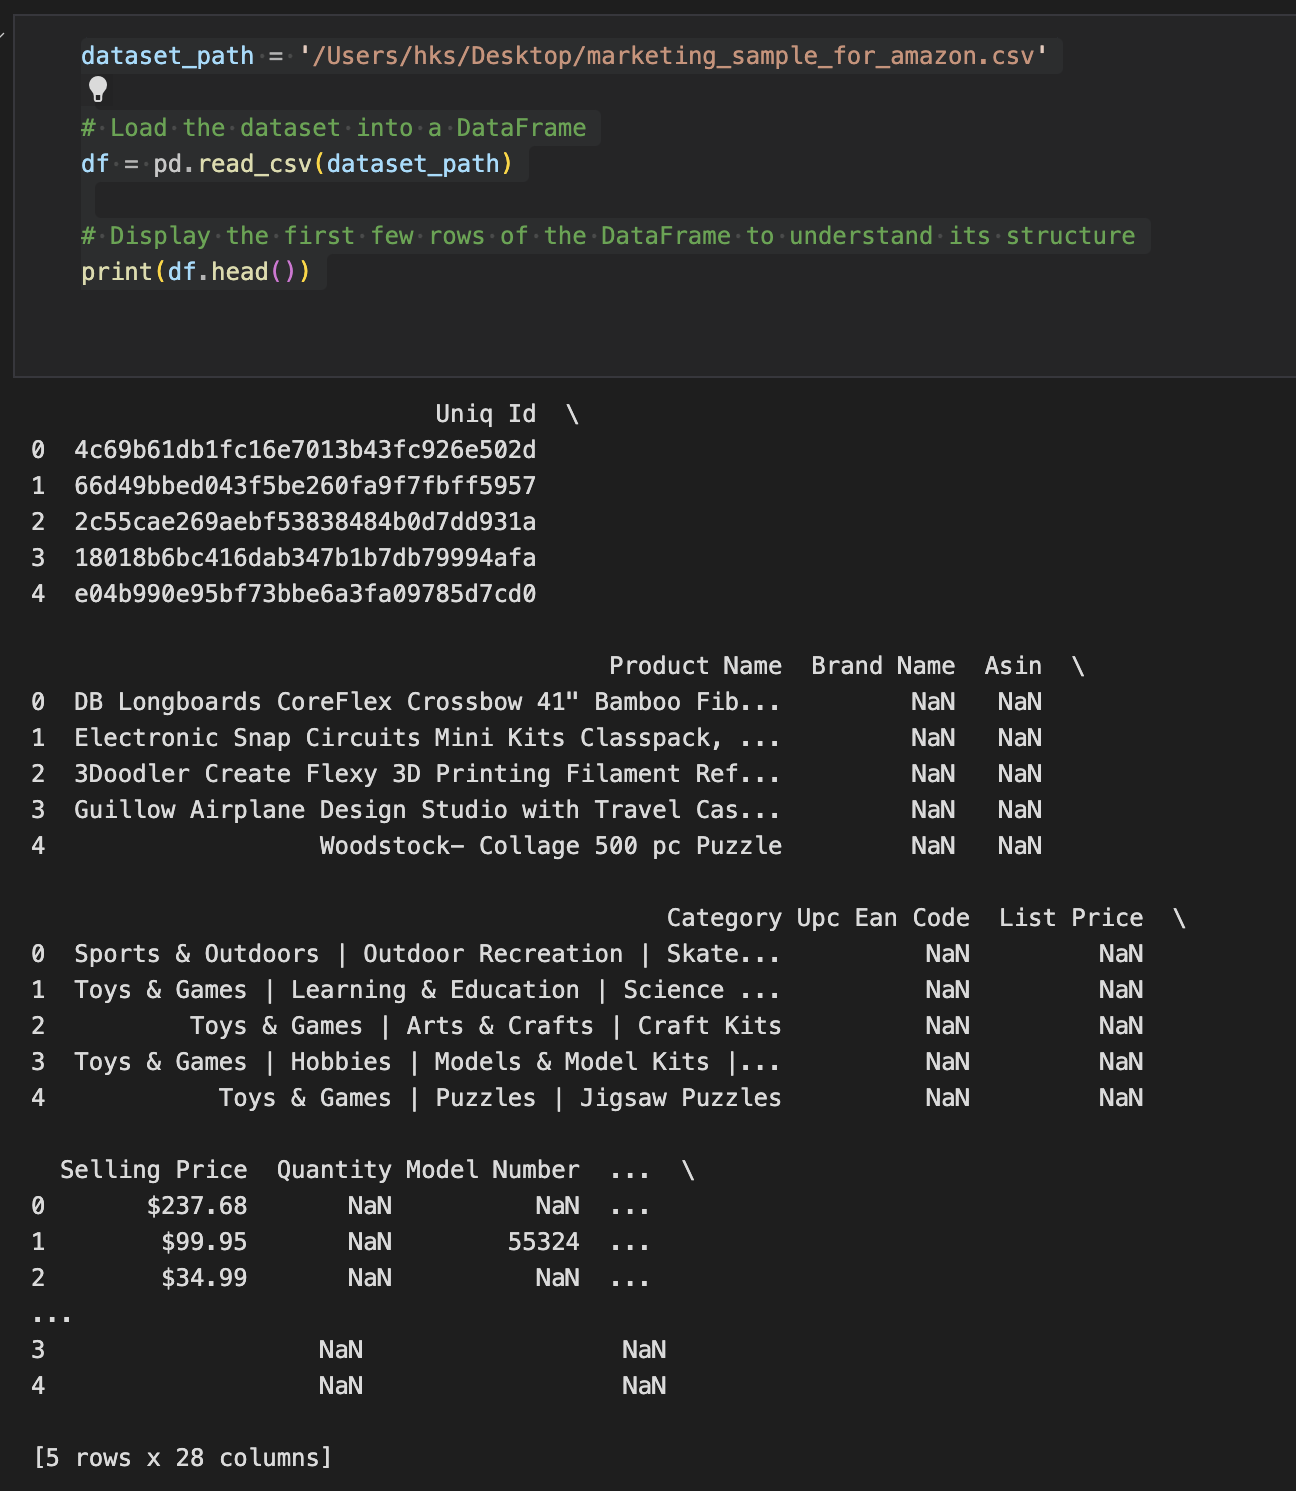 dataset_path = '/Users/hks/Desktop/marketing_sample_for_amazon.csv'
# Load the dataset into a DataFrame
df = pd.read_csv(dataset_path)
# Display the first few rows of the DataFrame to understand its structure
print(df.head())
Uniq Id  \
0  4c69b61db1fc16e7013b43fc926e502d
1  66d49bbed043f5be260fa9f7fbff5957
2  2c55cae269aebf53838484b0d7dd931a
3  18018b6bc416dab347b1b7db79994afa
4  e04b990e95bf73bbe6a3fa09785d7cd0
Product Name  Brand Name  Asin  \
0  DB Longboards CoreFlex Crossbow 41" Bamboo Fib...         NaN   NaN
1  Electronic Snap Circuits Mini Kits Classpack, ...         NaN   NaN
2  3Doodler Create Flexy 3D Printing Filament Ref...         NaN   NaN
3  Guillow Airplane Design Studio with Travel Cas...         NaN   NaN
4                   Woodstock- Collage 500 pc Puzzle         NaN   NaN
Category Upc Ean Code  List Price  \
0  Sports & Outdoors | Outdoor Recreation | Skate...          NaN         NaN
1  Toys & Games | Learning & Education | Science ...          NaN         NaN
2          Toys & Games | Arts & Crafts | Craft Kits          NaN         NaN
3  Toys & Games | Hobbies | Models & Model Kits |...          NaN         NaN
4            Toys & Games | Puzzles | Jigsaw Puzzles          NaN         NaN
Selling Price  Quantity Model Number  ...  \
0       $237.68       NaN          NaN  ...
1        $99.95       NaN        55324  ...
2        $34.99       NaN          NaN  ...
...
3                   NaN                  NaN
4                   NaN                  NaN
[5 rows x 28 columns]